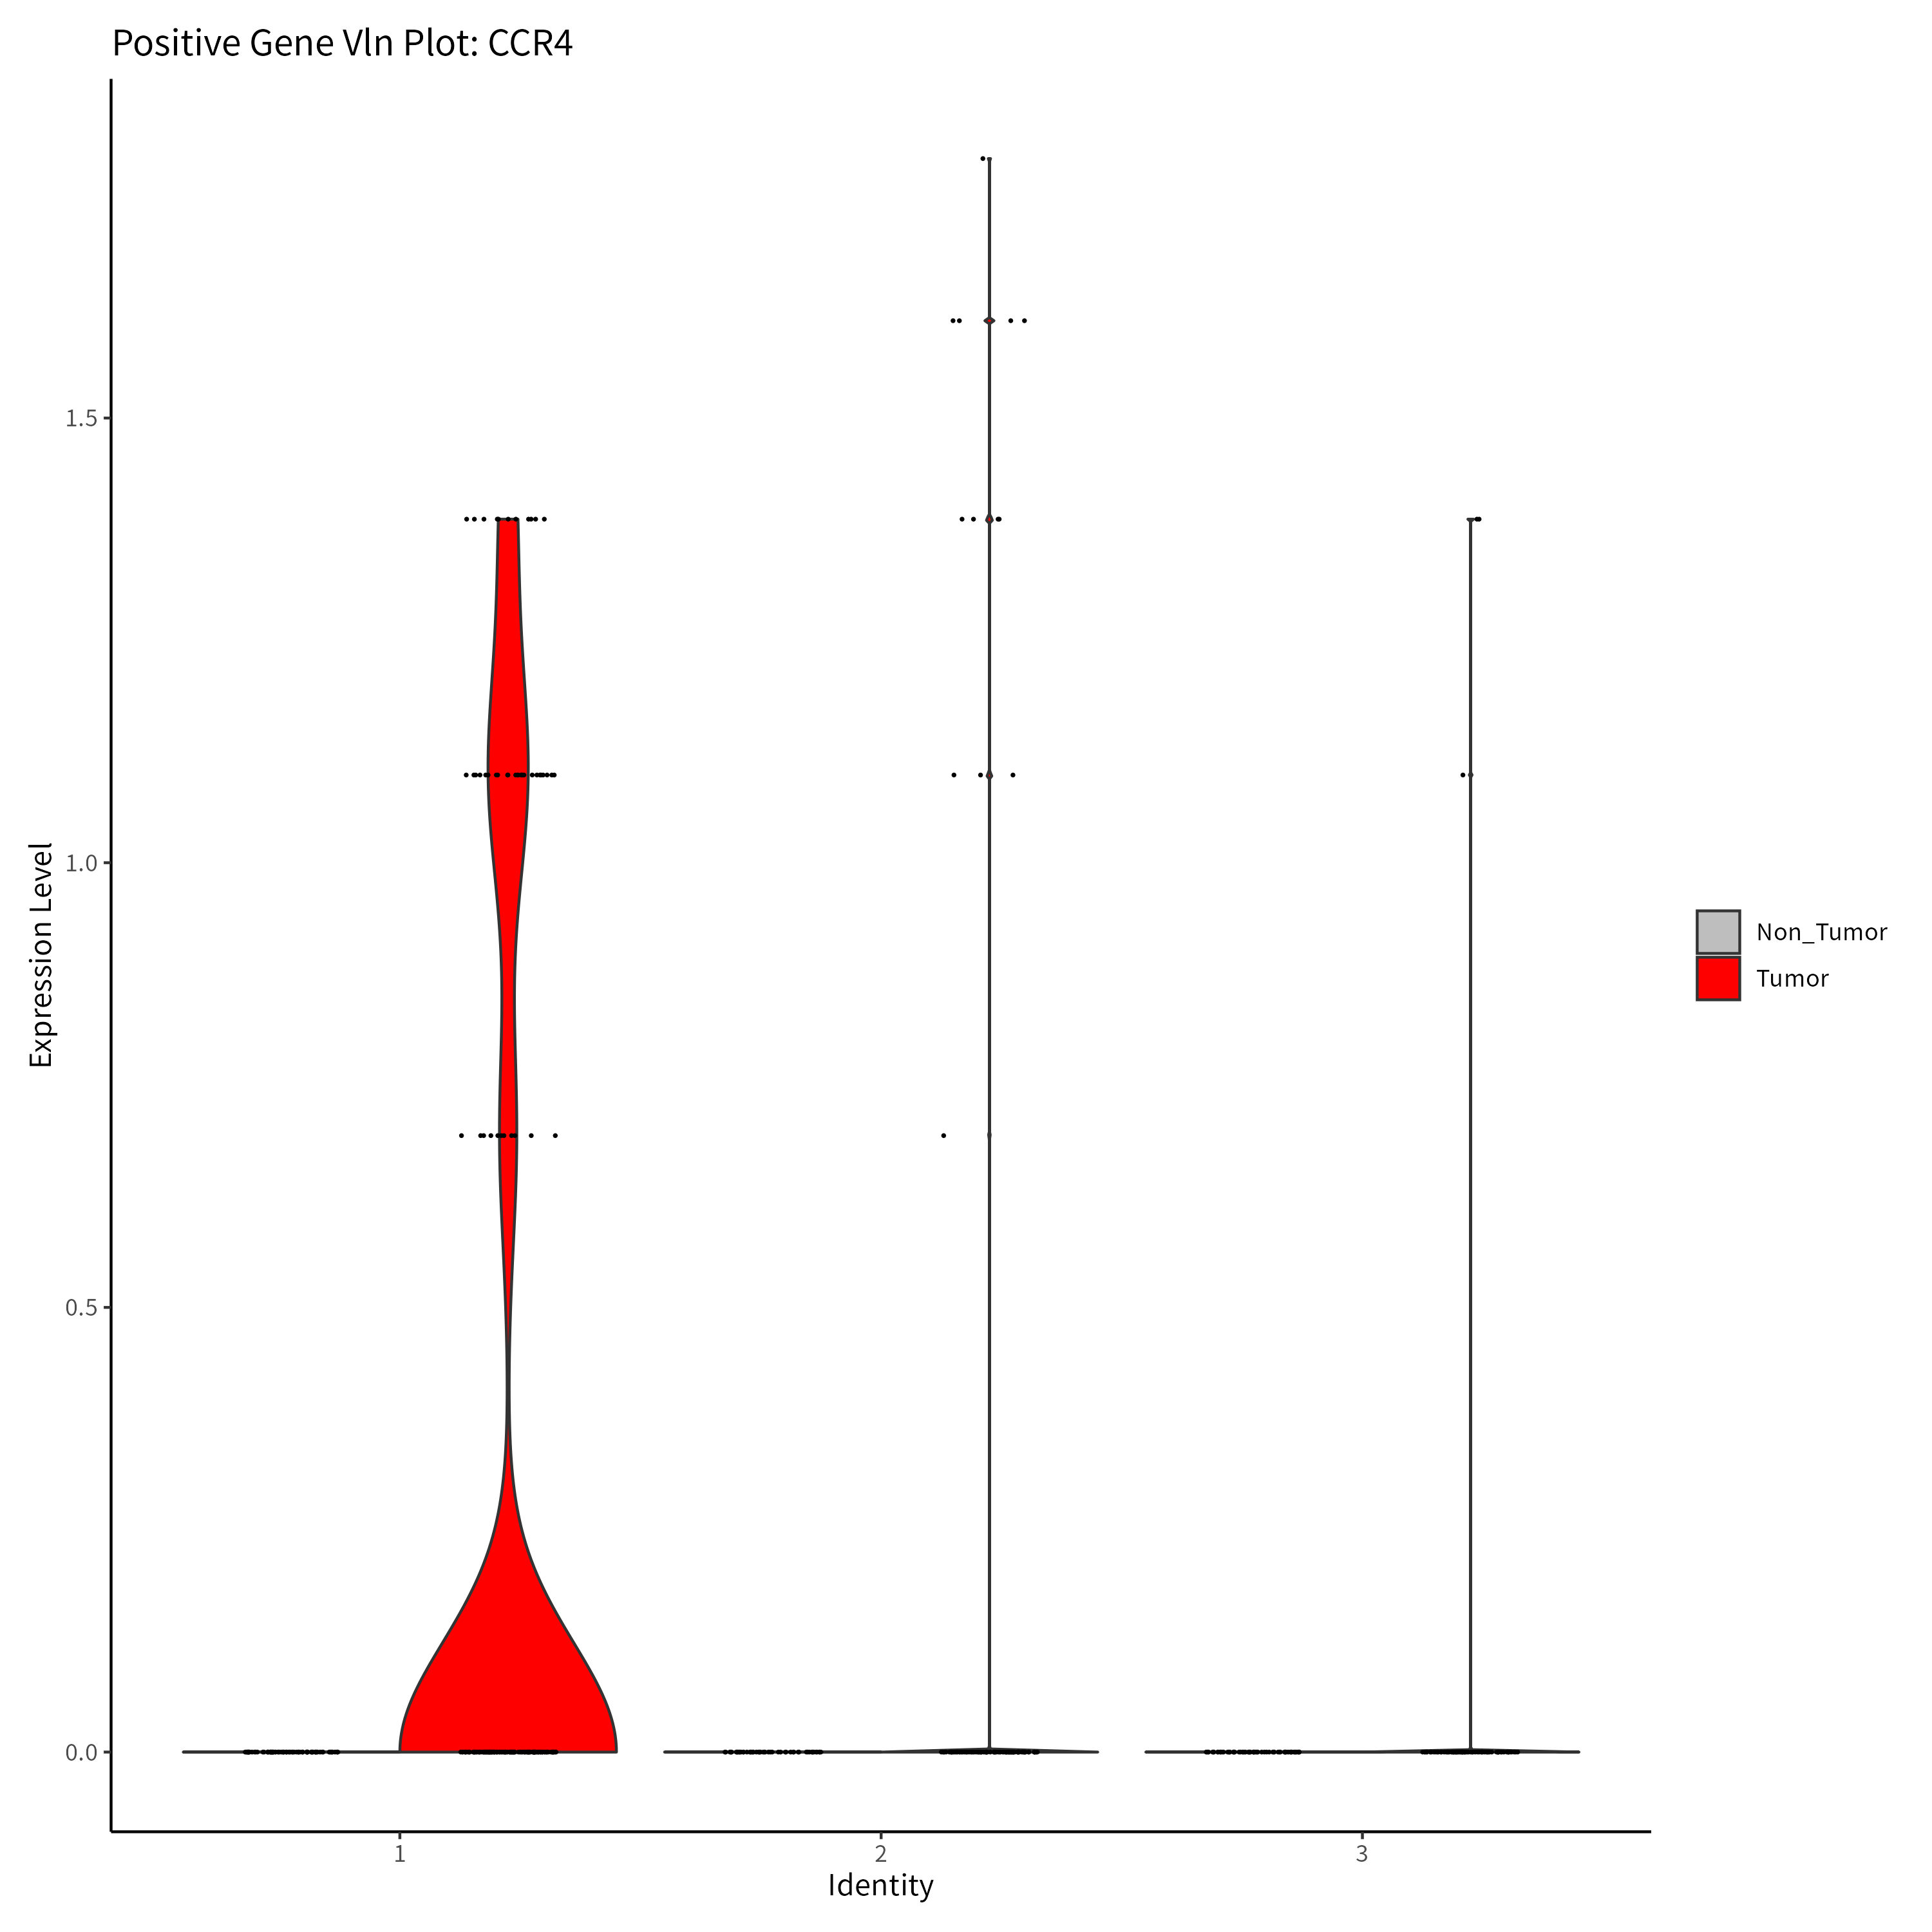 Positive Gene Vln Plot: CCR4
Expression Level
1.5
1.0
0.5
0.0
1
2
3
Identity
Non_Tumor
Tumor